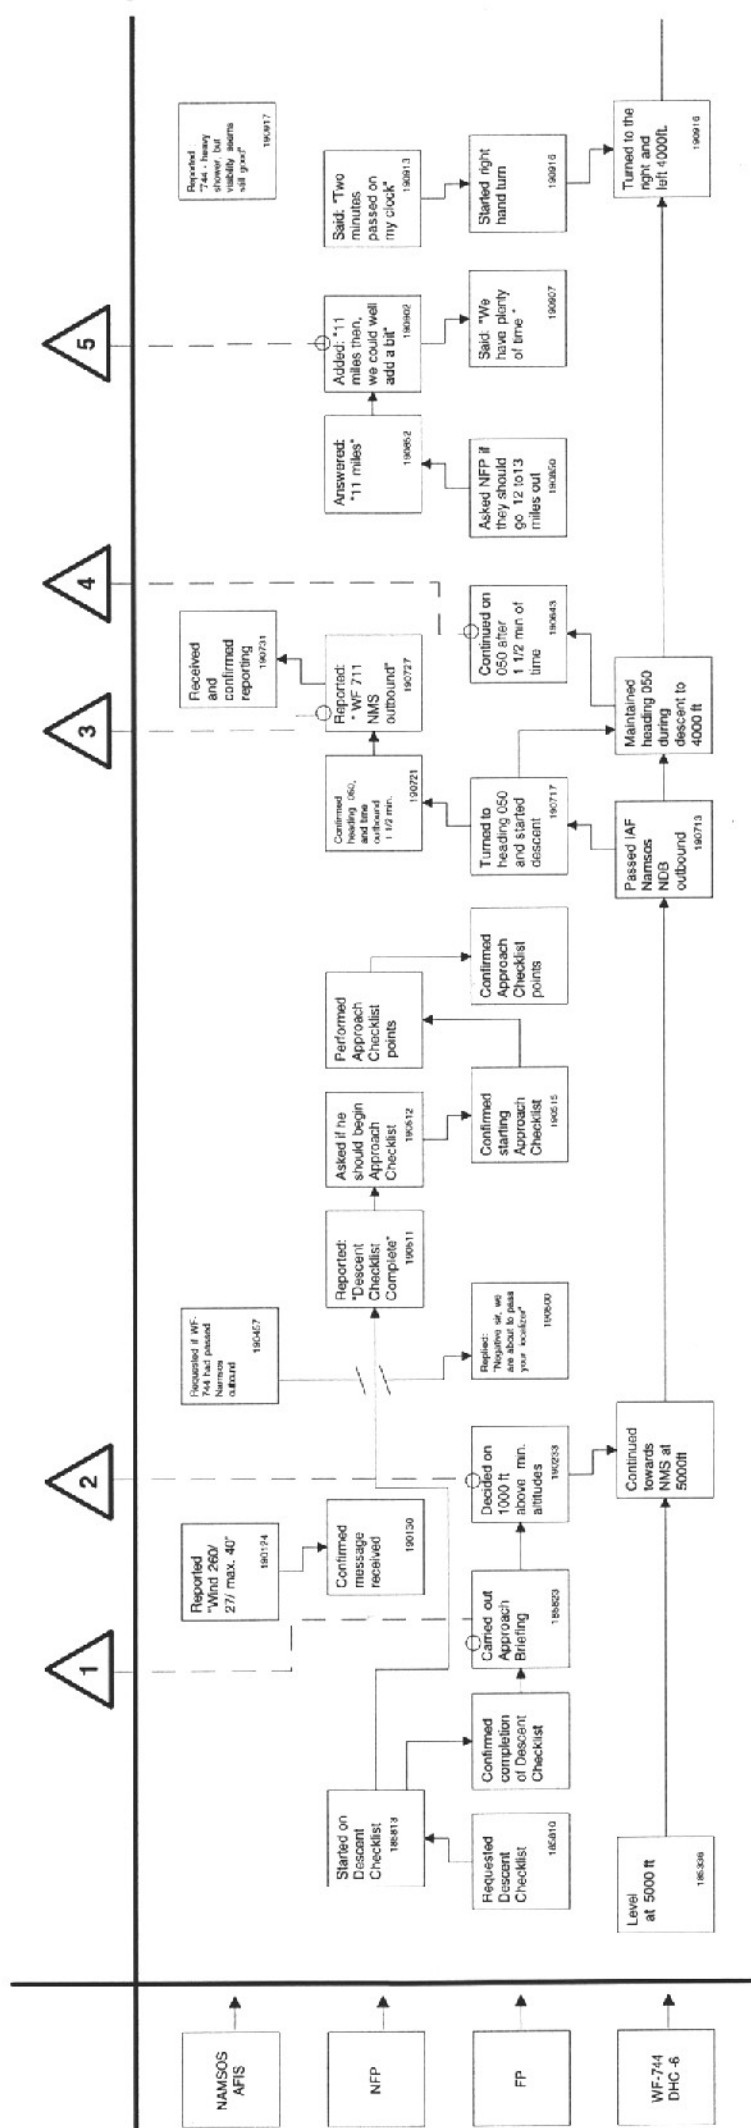 1
2
3
4
5
NAMSOS
AFIS
Reported
"Wind 260/
27/ max. 40"
190124
Requested if WF-
744 had passed
Namsos
outbound
190457
Received
and
confirmed
reporting
190731
Reported
"744 - heavy
shower, but
viability seems
still good"
190917
NFP
Started on
Descent
Checklist
185813
Confirmed
message
received
190130
Reported:
"Descent
Checklist
Complete"
190511
Asked if he
should begin
Approach
Checklist
190512
Performed
Approach
Checklist
points
Confirmed
heading 050,
and time
outbound
1 1/2 min.
190721
Reported:
" WF 711
NMS
outbound"
190727
Answered:
"11 miles"
190852
Added: "11
miles then,
we could well
add a bit"
190902
Said: "Two
minutes
passed on
my clock"
190913
FP
Requested
Descent
Checklist
185810
Confirmed
completion
of Descent
Checklist
Carried out
Approach
Briefing
185823
Decided on
1000 ft
above min.
altitudes
190233
Replied:
"Negative sir, we
are about to pass
your localizer"
190500
Confirmed
starting
Approach
Checklist
190515
Confirmed
Approach
Checklist
points
Turned to
heading 050
and started
descent
190717
Continued on
050 after
1 1/2 min of
time
190843
Asked NFP if
they should
go 12 to13
miles out
190850
Said: "We
have plenty
of time "
190907
Started right
hand turn
190916
WF-744
DHC -6
Level
at 5000 ft
185336
Continued
towards
NMS at
5000ft
Passed IAF
Namsos
NDB
outbound
190713
Maintained
heading 050
during
descent to
4000 ft
Turned to the
right and
left 4000ft.
190916